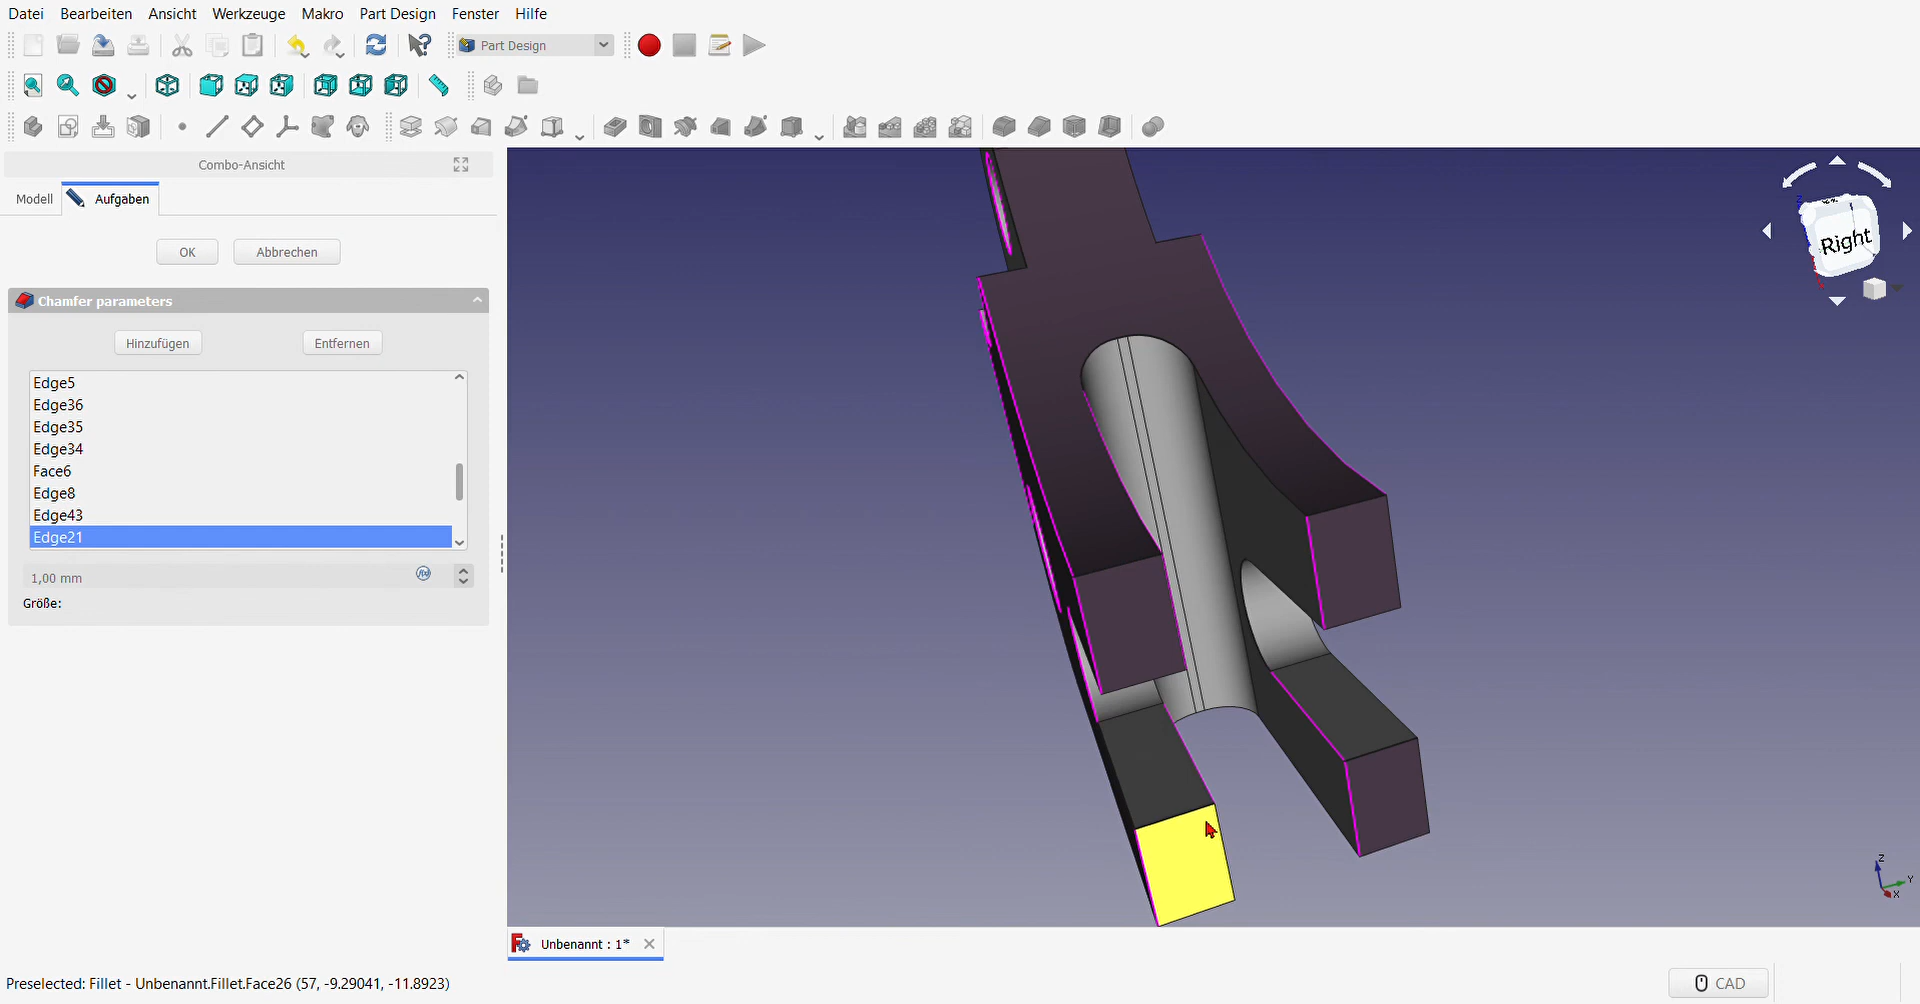 Datei Bearbeiten Ansicht Werkzeuge Makro Part Design Fenster Hilfe
Part Design
Combo-Ansicht
Modell Aufgaben
OK Abbrechen
Chamfer parameters
Hinzufügen Entfernen
Edge5
Edge36
Edge35
Edge34
Face6
Edge8
Edge43
Edge21
1,00 mm
Größe:
Right
Z
Y
X
Unbenannt : 1*
Preselected: Fillet - Unbenannt.Fillet.Face26 (57, -9.29041, -11.8923)
CAD